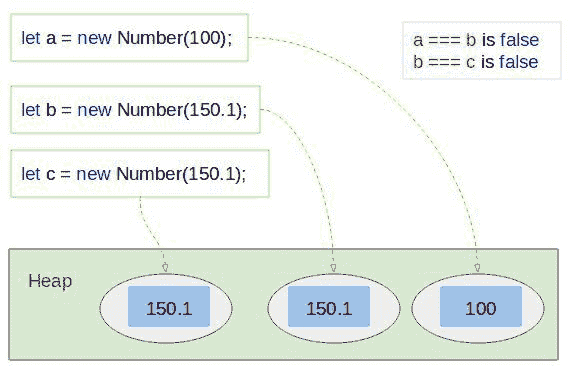 let a = new Number(100);
a === b is false
b === c is false
let b = new Number(150.1);
let c = new Number(150.1);
Heap
150.1
150.1
100